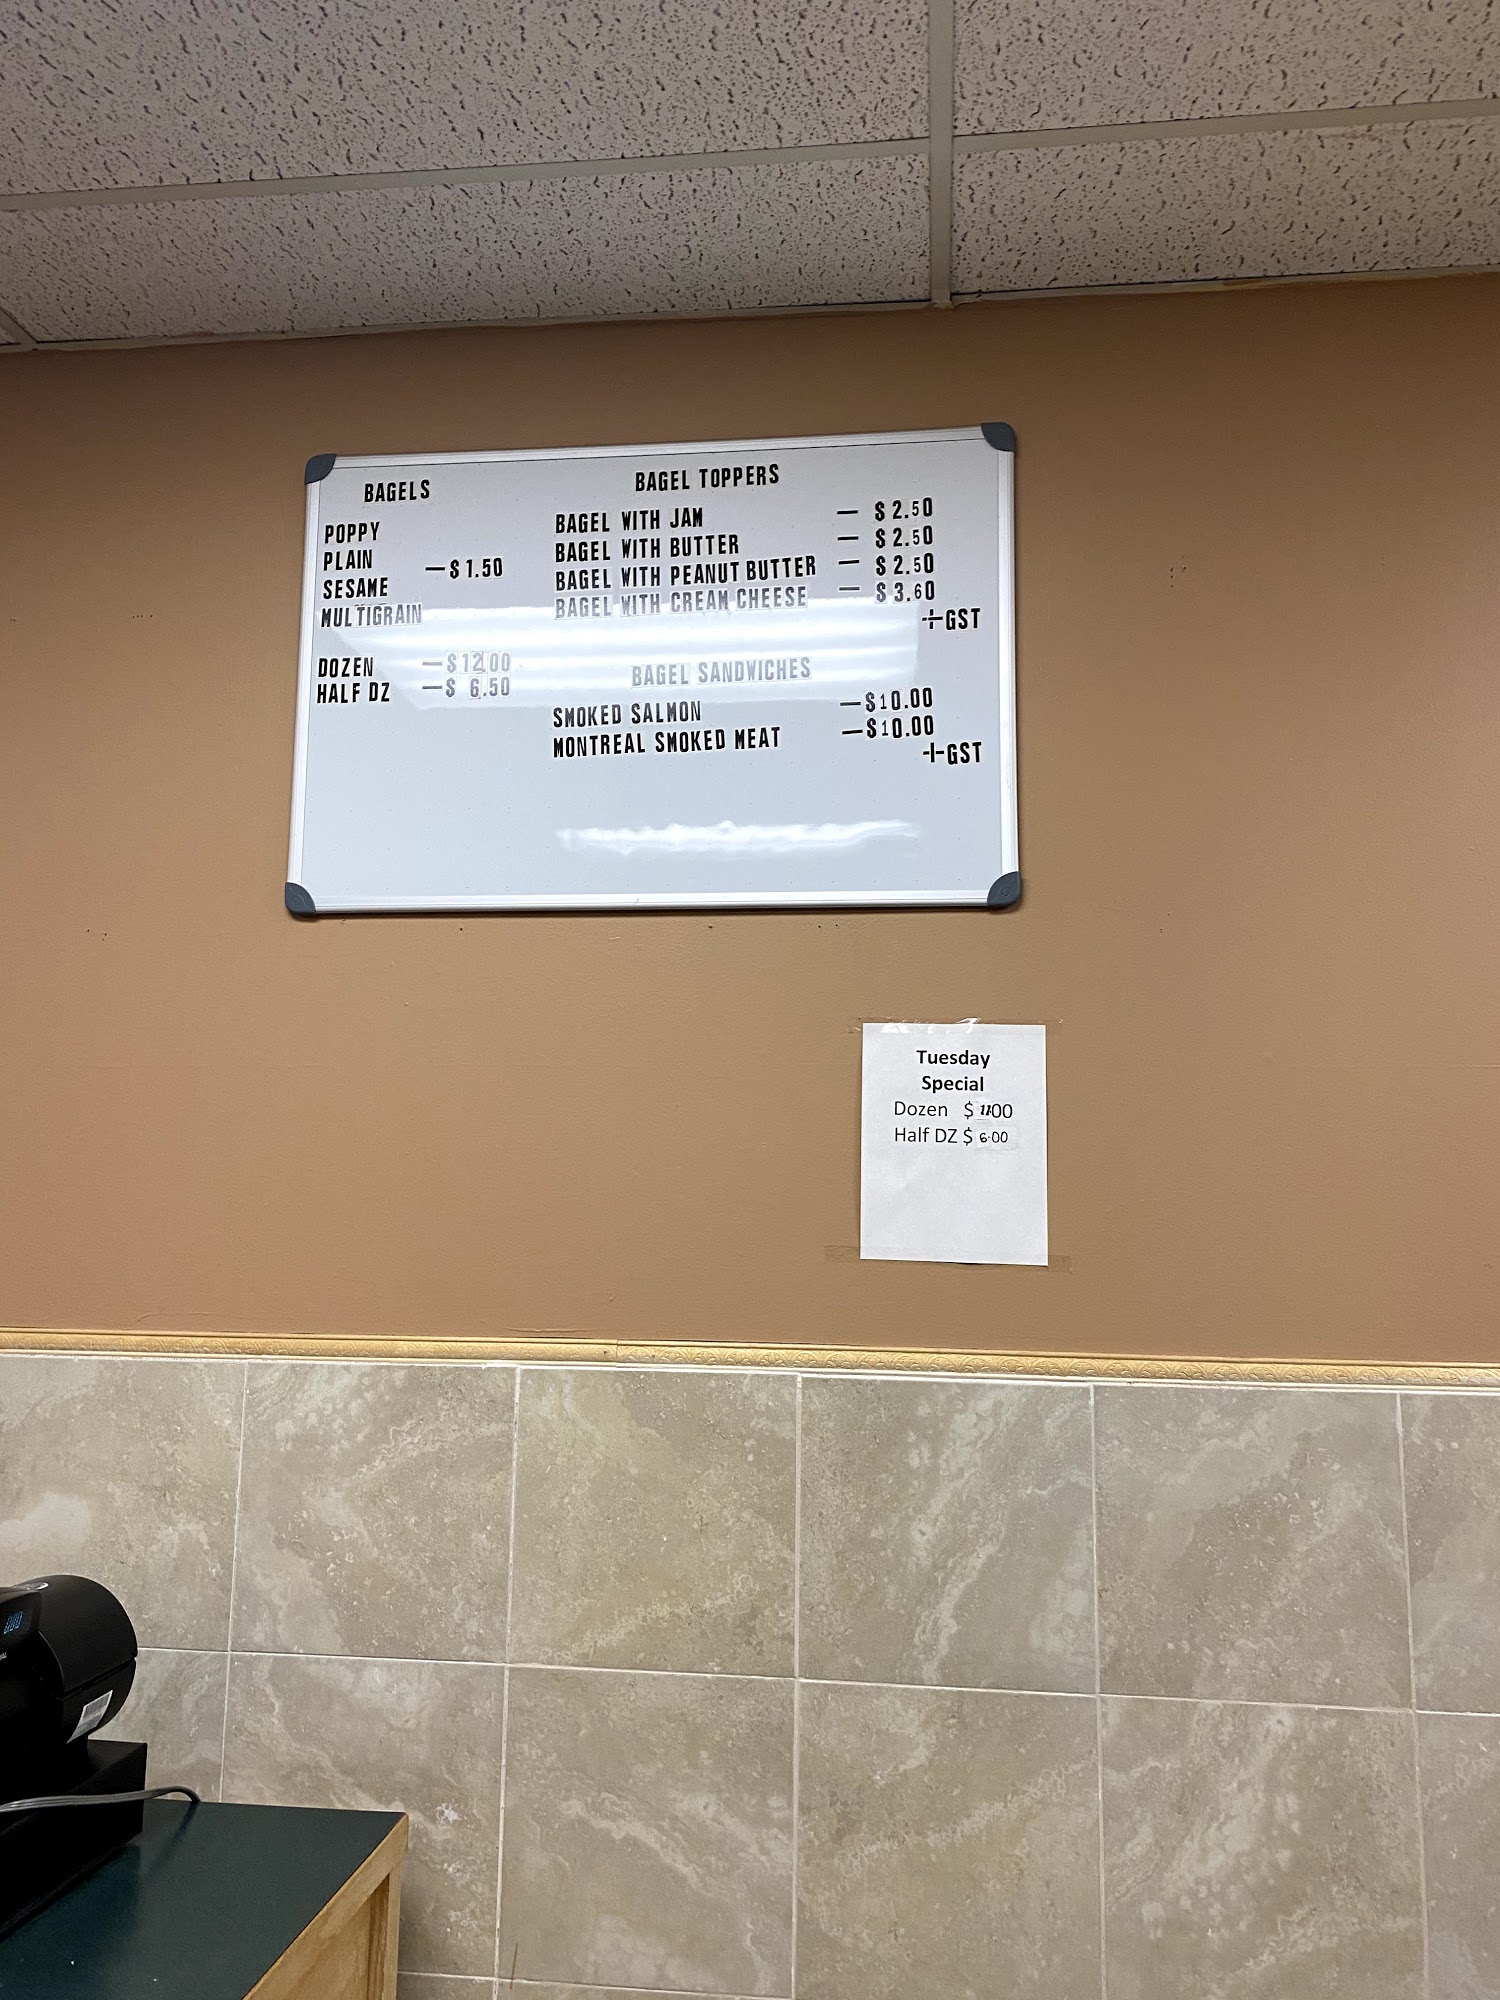 BAGELS
POPPY
PLAIN —$1.50
SESAME
MULTIGRAIN
DOZEN —$12.00
HALF DZ —$ 6.50
BAGEL TOPPERS
BAGEL WITH JAM — $2.50
BAGEL WITH BUTTER — $2.50
BAGEL WITH PEANUT BUTTER — $2.50
BAGEL WITH CREAM CHEESE — $3.60
+GST
BAGEL SANDWICHES
SMOKED SALMON —$10.00
MONTREAL SMOKED MEAT —$10.00
+GST
Tuesday
Special
Dozen $ 11.00
Half DZ $ 6.00